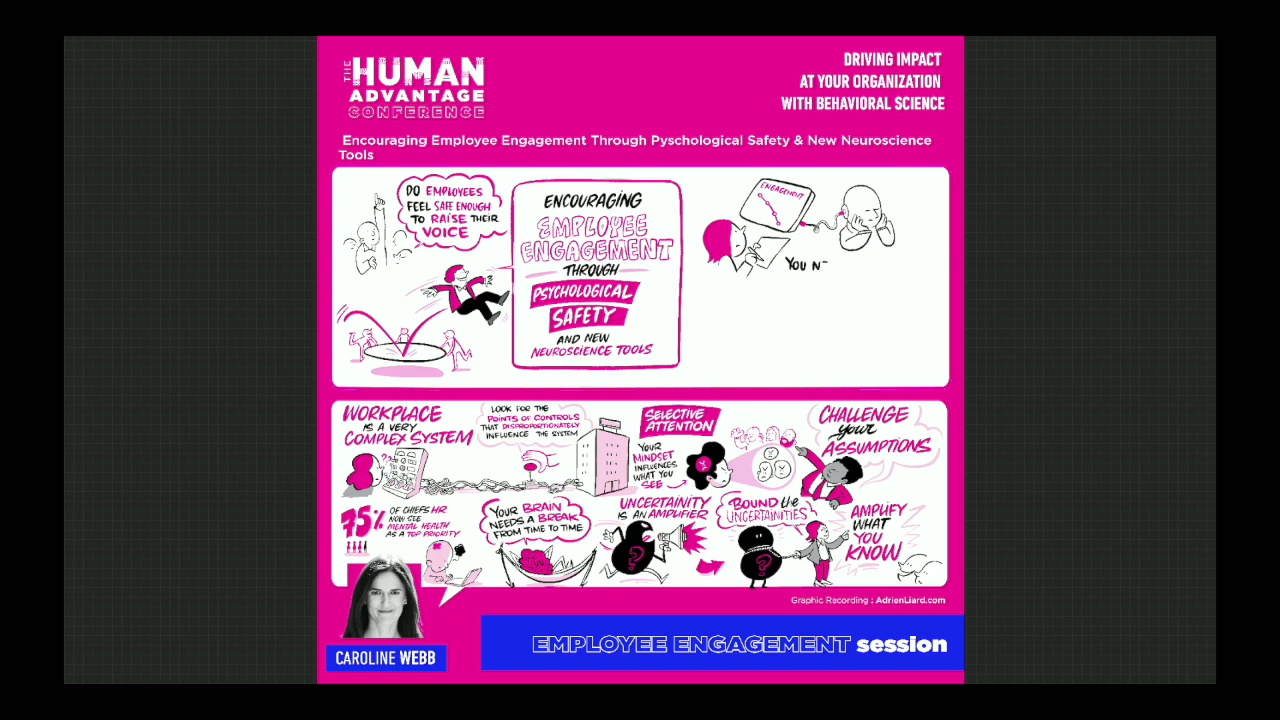 THE
HUMAN
ADVANTAGE
CONFERENCE
DRIVING IMPACT
AT YOUR ORGANIZATION
WITH BEHAVIORAL SCIENCE
Encouraging Employee Engagement Through Pyschological Safety & New Neuroscience
Tools
DO EMPLOYEES
FEEL SAFE ENOUGH
TO RAISE THEIR
VOICE
ENCOURAGING
EMPLOYEE
ENGAGEMENT
THROUGH
PSYCHOLOGICAL
SAFETY
AND NEW
NEUROSCIENCE TOOLS
ENGAGEMENT
YOU N
WORKPLACE
IS A VERY
COMPLEX SYSTEM
??
LOOK FOR THE
POINTS OF CONTROLS
THAT DISPROPORTIONATELY
INFLUENCE THE SYSTEM
SELECTIVE
ATTENTION
YOUR
MINDSET
INFLUENCES
WHAT YOU
SEE
CHALLENGE
YOUR
ASSUMPTIONS
75%
OF CHIEFS HR
NOW SEE
MENTAL HEALTH
AS A TOP PRIORITY
YOUR BRAIN
NEEDS A BREAK
FROM TIME TO TIME
UNCERTAINITY
IS AN AMPLIFIER
?
BOUND the
UNCERTAINITIES
?
AMPLIFY
WHAT
YOU
KNOW
Graphic Recording : AdrienLiard.com
CAROLINE WEBB
EMPLOYEE ENGAGEMENT session